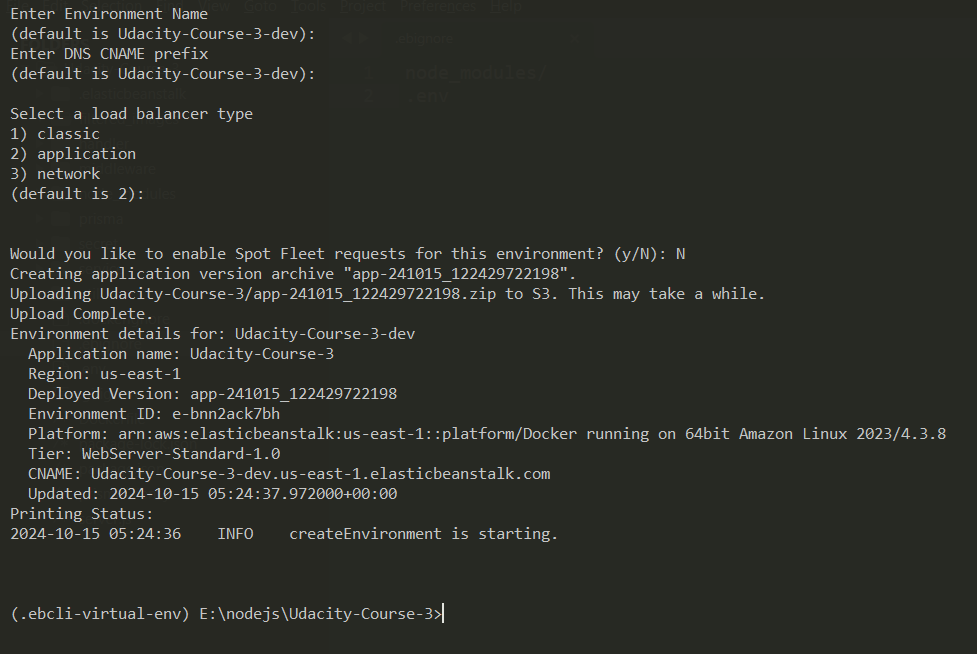 Enter Environment Name
(default is Udacity-Course-3-dev):
Enter DNS CNAME prefix
(default is Udacity-Course-3-dev):
Select a load balancer type
1) classic
2) application
3) network
(default is 2):
Would you like to enable Spot Fleet requests for this environment? (y/N): N
Creating application version archive "app-241015_122429722198".
Uploading Udacity-Course-3/app-241015_122429722198.zip to S3. This may take a while.
Upload Complete.
Environment details for: Udacity-Course-3-dev
  Application name: Udacity-Course-3
  Region: us-east-1
  Deployed Version: app-241015_122429722198
  Environment ID: e-bnn2ack7bh
  Platform: arn:aws:elasticbeanstalk:us-east-1::platform/Docker running on 64bit Amazon Linux 2023/4.3.8
  Tier: WebServer-Standard-1.0
  CNAME: Udacity-Course-3-dev.us-east-1.elasticbeanstalk.com
  Updated: 2024-10-15 05:24:37.972000+00:00
Printing Status:
2024-10-15 05:24:36    INFO    createEnvironment is starting.
(.ebcli-virtual-env) E:\nodejs\Udacity-Course-3>